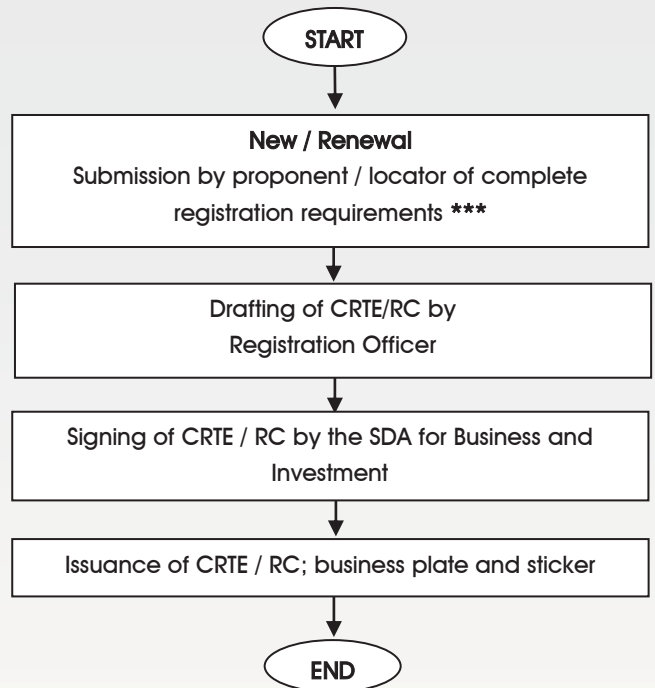 START
New / Renewal
Submission by proponent / locator of complete
registration requirements ***
Drafting of CRTE/RC by
Registration Officer
Signing of CRTE / RC by the SDA for Business and
Investment
Issuance of CRTE / RC; business plate and sticker
END